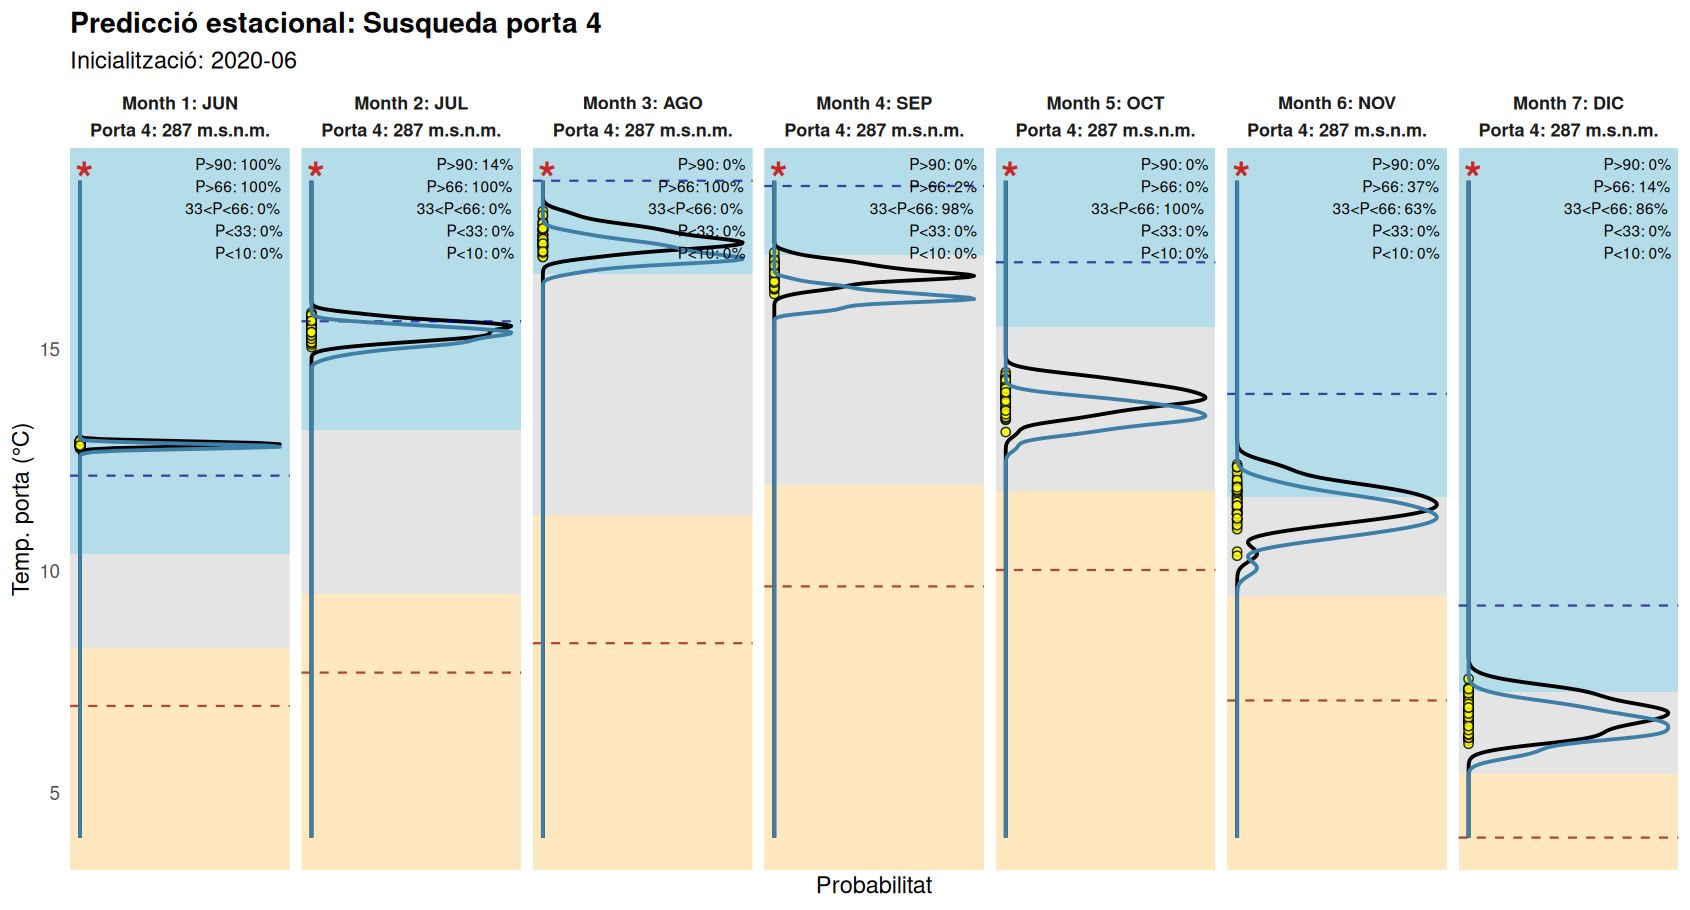 Predicció estacional: Susqueda porta 4
Inicialització: 2020-06
Month 1: JUN
Porta 4: 287 m.s.n.m.
Month 2: JUL
Porta 4: 287 m.s.n.m.
Month 3: AGO
Porta 4: 287 m.s.n.m.
Month 4: SEP
Porta 4: 287 m.s.n.m.
Month 5: OCT
Porta 4: 287 m.s.n.m.
Month 6: NOV
Porta 4: 287 m.s.n.m.
Month 7: DIC
Porta 4: 287 m.s.n.m.
*
P>90: 100%
P>66: 100%
33<P<66: 0%
P<33: 0%
P<10: 0%
*
P>90: 14%
P>66: 100%
33<P<66: 0%
P<33: 0%
P<10: 0%
*
P>90: 0%
P>66: 100%
33<P<66: 0%
P<33: 0%
P<10: 0%
*
P>90: 0%
P>66: 2%
33<P<66: 98%
P<33: 0%
P<10: 0%
*
P>90: 0%
P>66: 0%
33<P<66: 100%
P<33: 0%
P<10: 0%
*
P>90: 0%
P>66: 37%
33<P<66: 63%
P<33: 0%
P<10: 0%
*
P>90: 0%
P>66: 14%
33<P<66: 86%
P<33: 0%
P<10: 0%
15
10
5
Temp. porta (°C)
Probabilitat